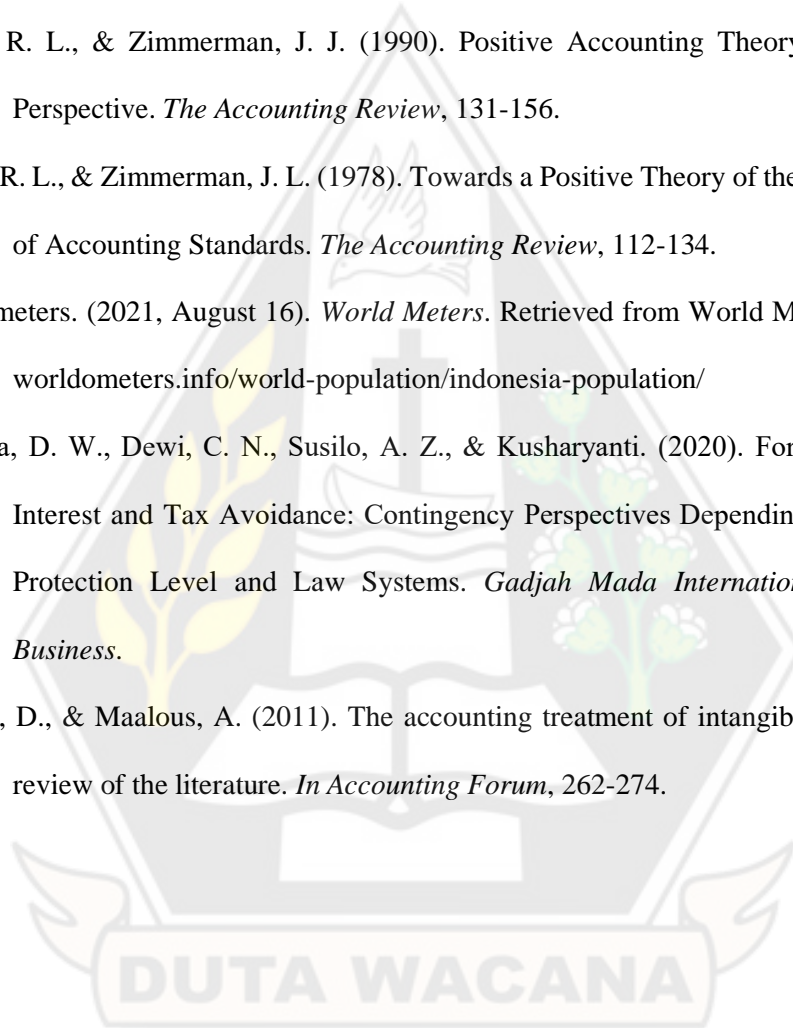 R. L., & Zimmerman, J. J. (1990). Positive Accounting Theory
Perspective. The Accounting Review, 131-156.
R. L., & Zimmerman, J. L. (1978). Towards a Positive Theory of the
of Accounting Standards. The Accounting Review, 112-134.
meters. (2021, August 16). World Meters. Retrieved from World M
worldometers.info/world-population/indonesia-population/
a, D. W., Dewi, C. N., Susilo, A. Z., & Kusharyanti. (2020). For
Interest and Tax Avoidance: Contingency Perspectives Dependin
Protection Level and Law Systems. Gadjah Mada Internation
Business.
, D., & Maalous, A. (2011). The accounting treatment of intangib
review of the literature. In Accounting Forum, 262-274.
DUTA WACANA